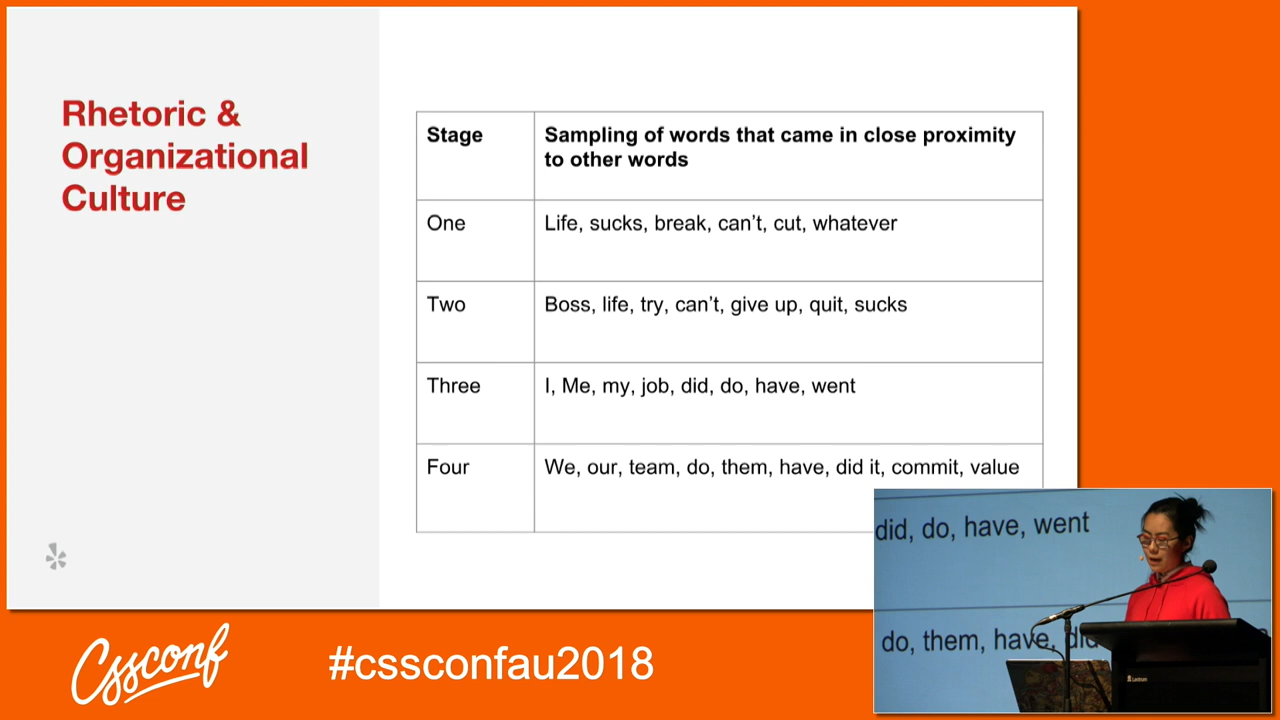 Rhetoric &
Organizational
Culture
Stage
Sampling of words that came in close proximity
to other words
One
Life, sucks, break, can't, cut, whatever
Two
Boss, life, try, can't, give up, quit, sucks
Three
I, Me, my, job, did, do, have, went
Four
We, our, team, do, them, have, did it, commit, value
did, do, have, went
do, them, have, did
Lectrum
Cssconf
#cssconfau2018